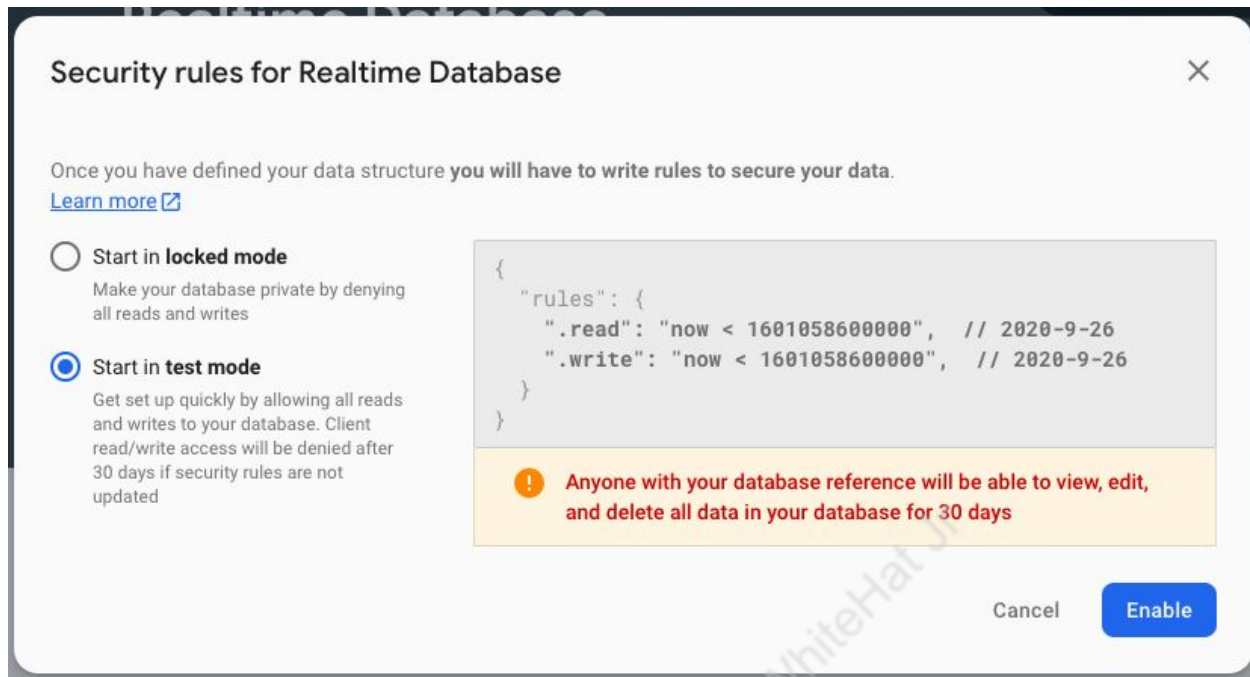 Realtime Database
Security rules for Realtime Database
Once you have defined your data structure you will have to write rules to secure your data.
Learn more
Start in locked mode
Make your database private by denying
all reads and writes
Start in test mode
Get set up quickly by allowing all reads
and writes to your database. Client
read/write access will be denied after
30 days if security rules are not
updated
{
"rules": {
".read": "now < 1601058600000", // 2020-9-26
".write": "now < 1601058600000", // 2020-9-26
}
}
Anyone with your database reference will be able to view, edit,
and delete all data in your database for 30 days
Cancel
Enable